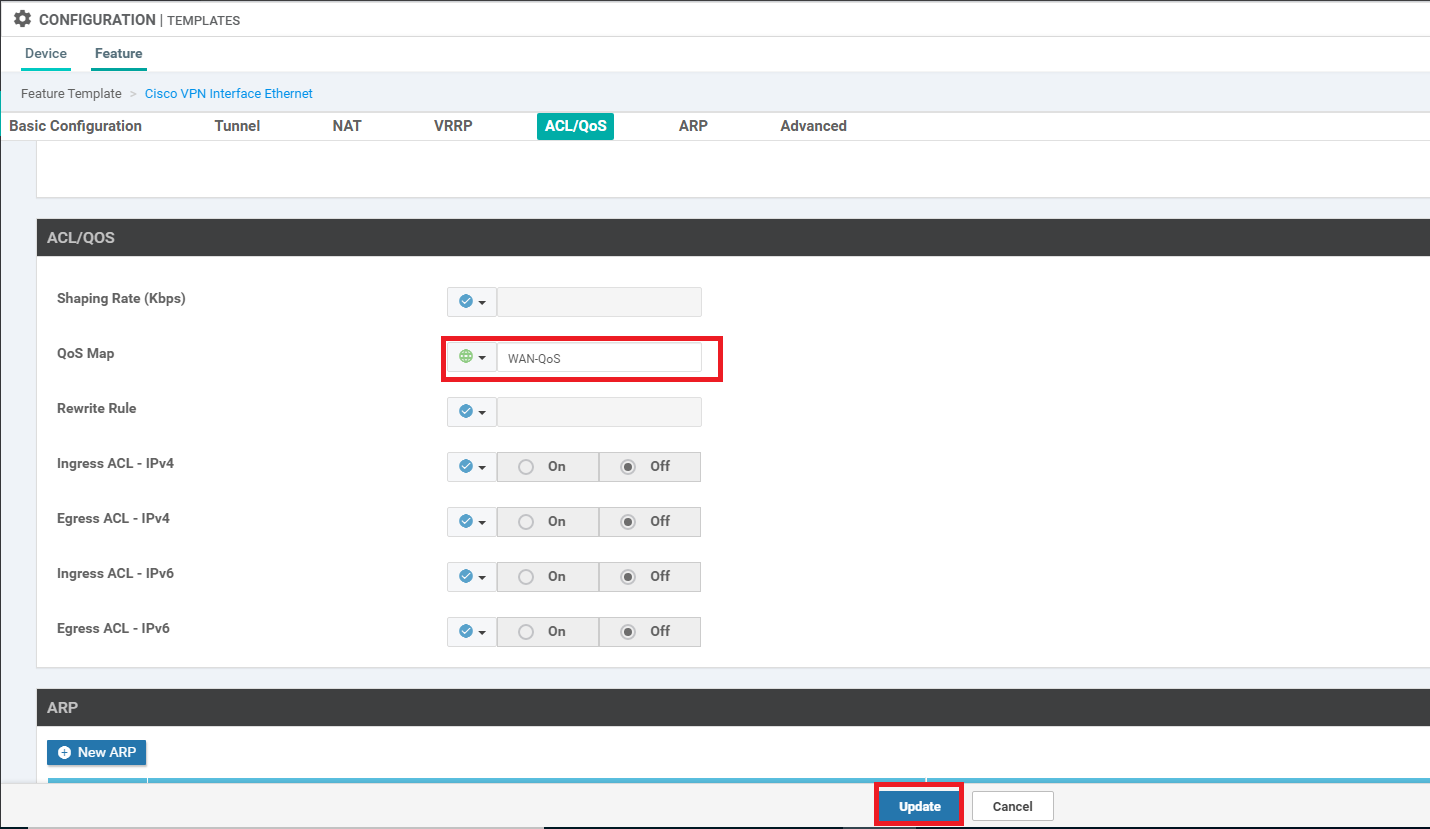 CONFIGURATION | TEMPLATES
Device Feature
Feature Template > Cisco VPN Interface Ethernet
Basic Configuration Tunnel NAT VRRP ACL/QoS ARP Advanced
ACL/QOS
Shaping Rate (Kbps)
QoS Map WAN-QoS
Rewrite Rule
Ingress ACL - IPv4 On Off
Egress ACL - IPv4 On Off
Ingress ACL - IPv6 On Off
Egress ACL - IPv6 On Off
ARP
New ARP
Update Cancel